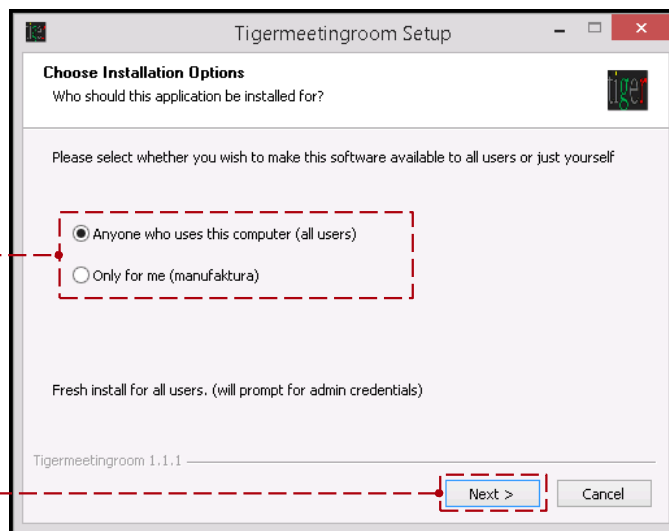 tiger
Tigermeetingroom Setup
Choose Installation Options
Who should this application be installed for?
tiger
Please select whether you wish to make this software available to all users or just yourself
Anyone who uses this computer (all users)
Only for me (manufaktura)
Fresh install for all users. (will prompt for admin credentials)
Tigermeetingroom 1.1.1
Next >
Cancel